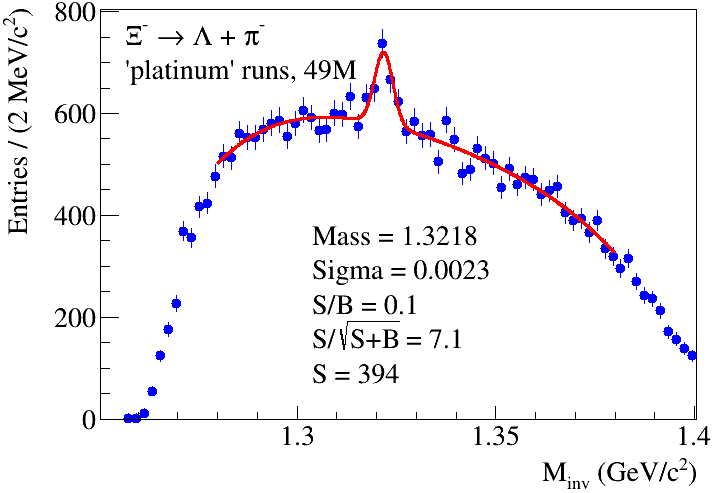 Ξ⁻ → Λ + π⁻
'platinum' runs, 49M
Entries / (2 MeV/c²)
800
600
400
200
0
Mass = 1.3218
Sigma = 0.0023
S/B = 0.1
S/√S+B = 7.1
S = 394
1.3
1.35
1.4
M_inv (GeV/c²)